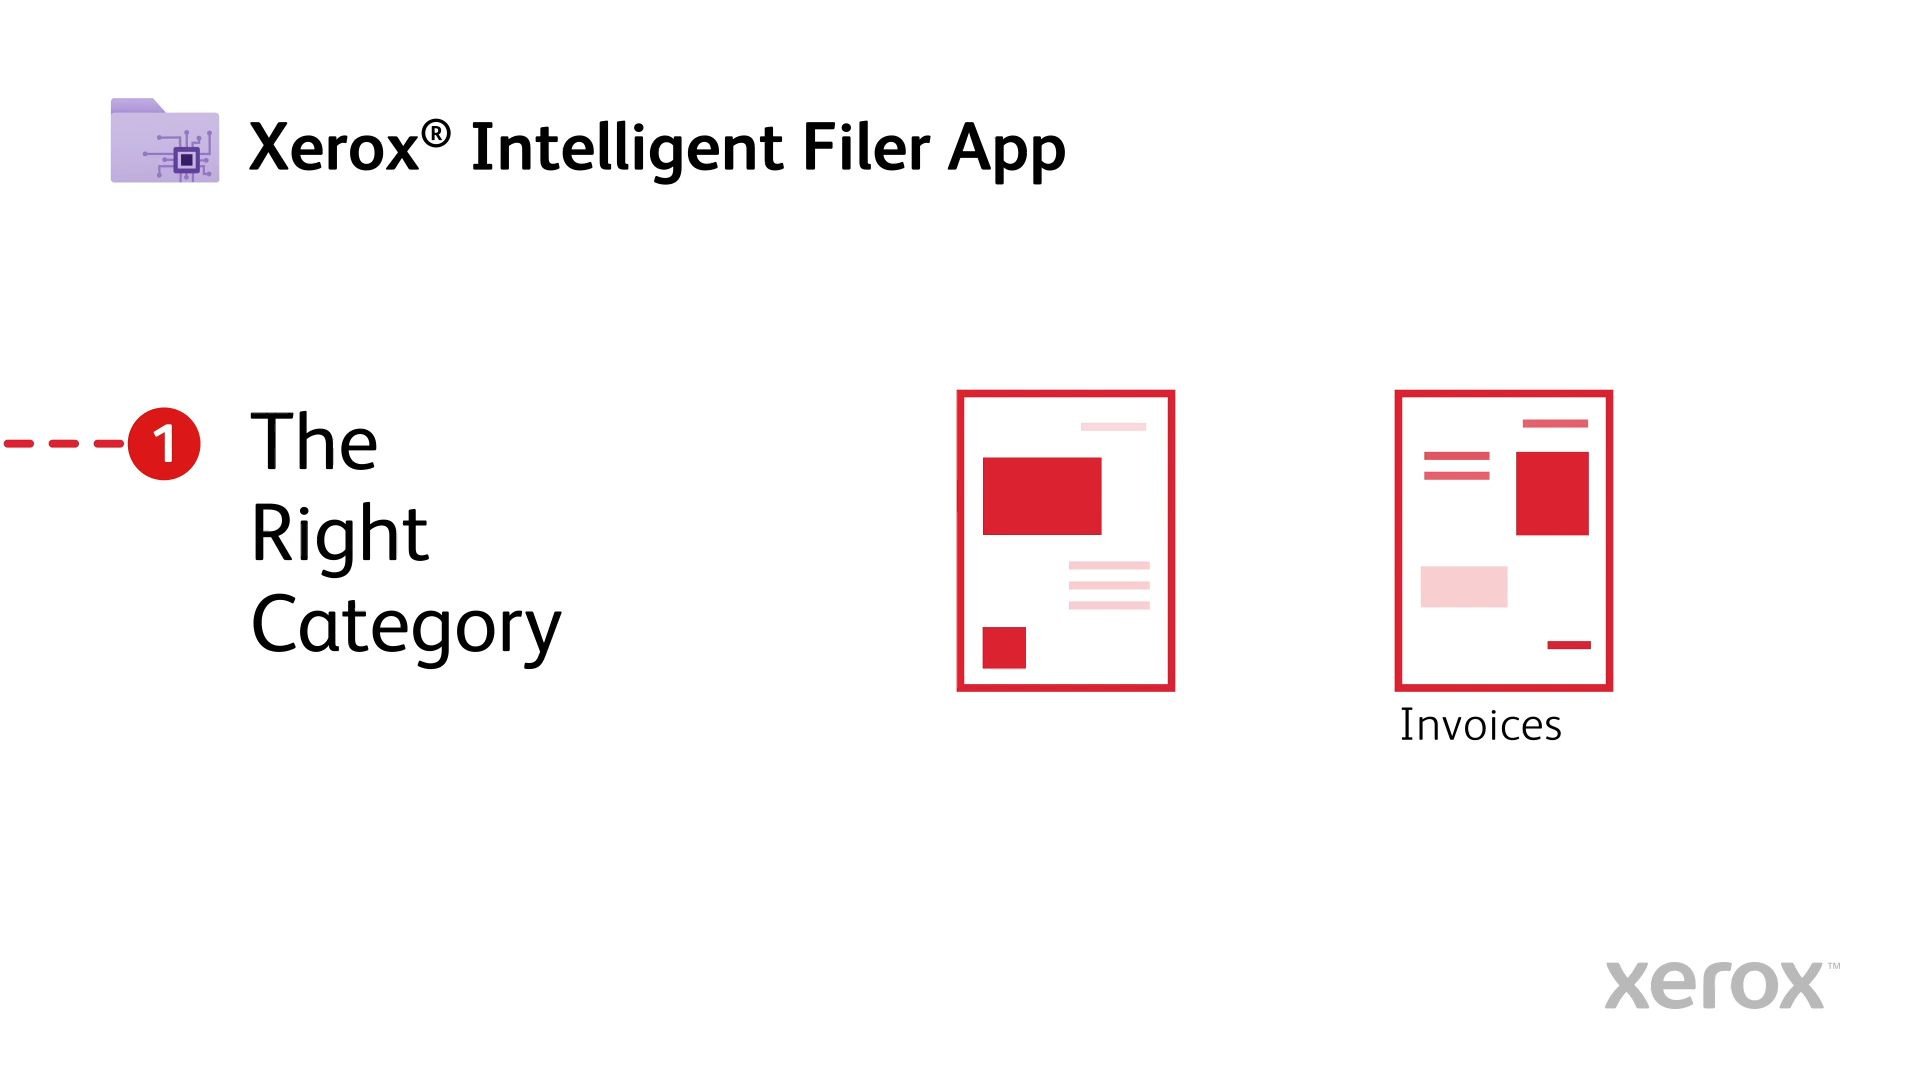 Xerox® Intelligent Filer App
1
The
Right
Category
Invoices
xerox™